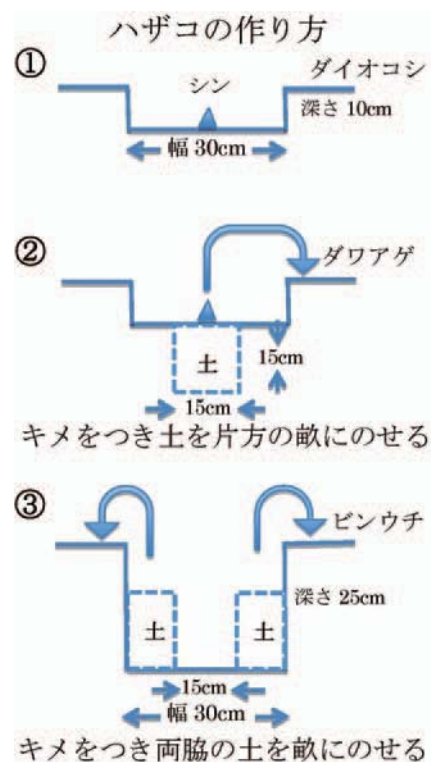 ハザコの作り方
①
シン
ダイオコシ
深さ 10cm
幅 30cm
②
ダワアゲ
土
15cm
15cm
キメをつき土を片方の畝にのせる
③
ビンウチ
土
土
深さ 25cm
15cm
幅 30cm
キメをつき両脇の土を畝にのせる